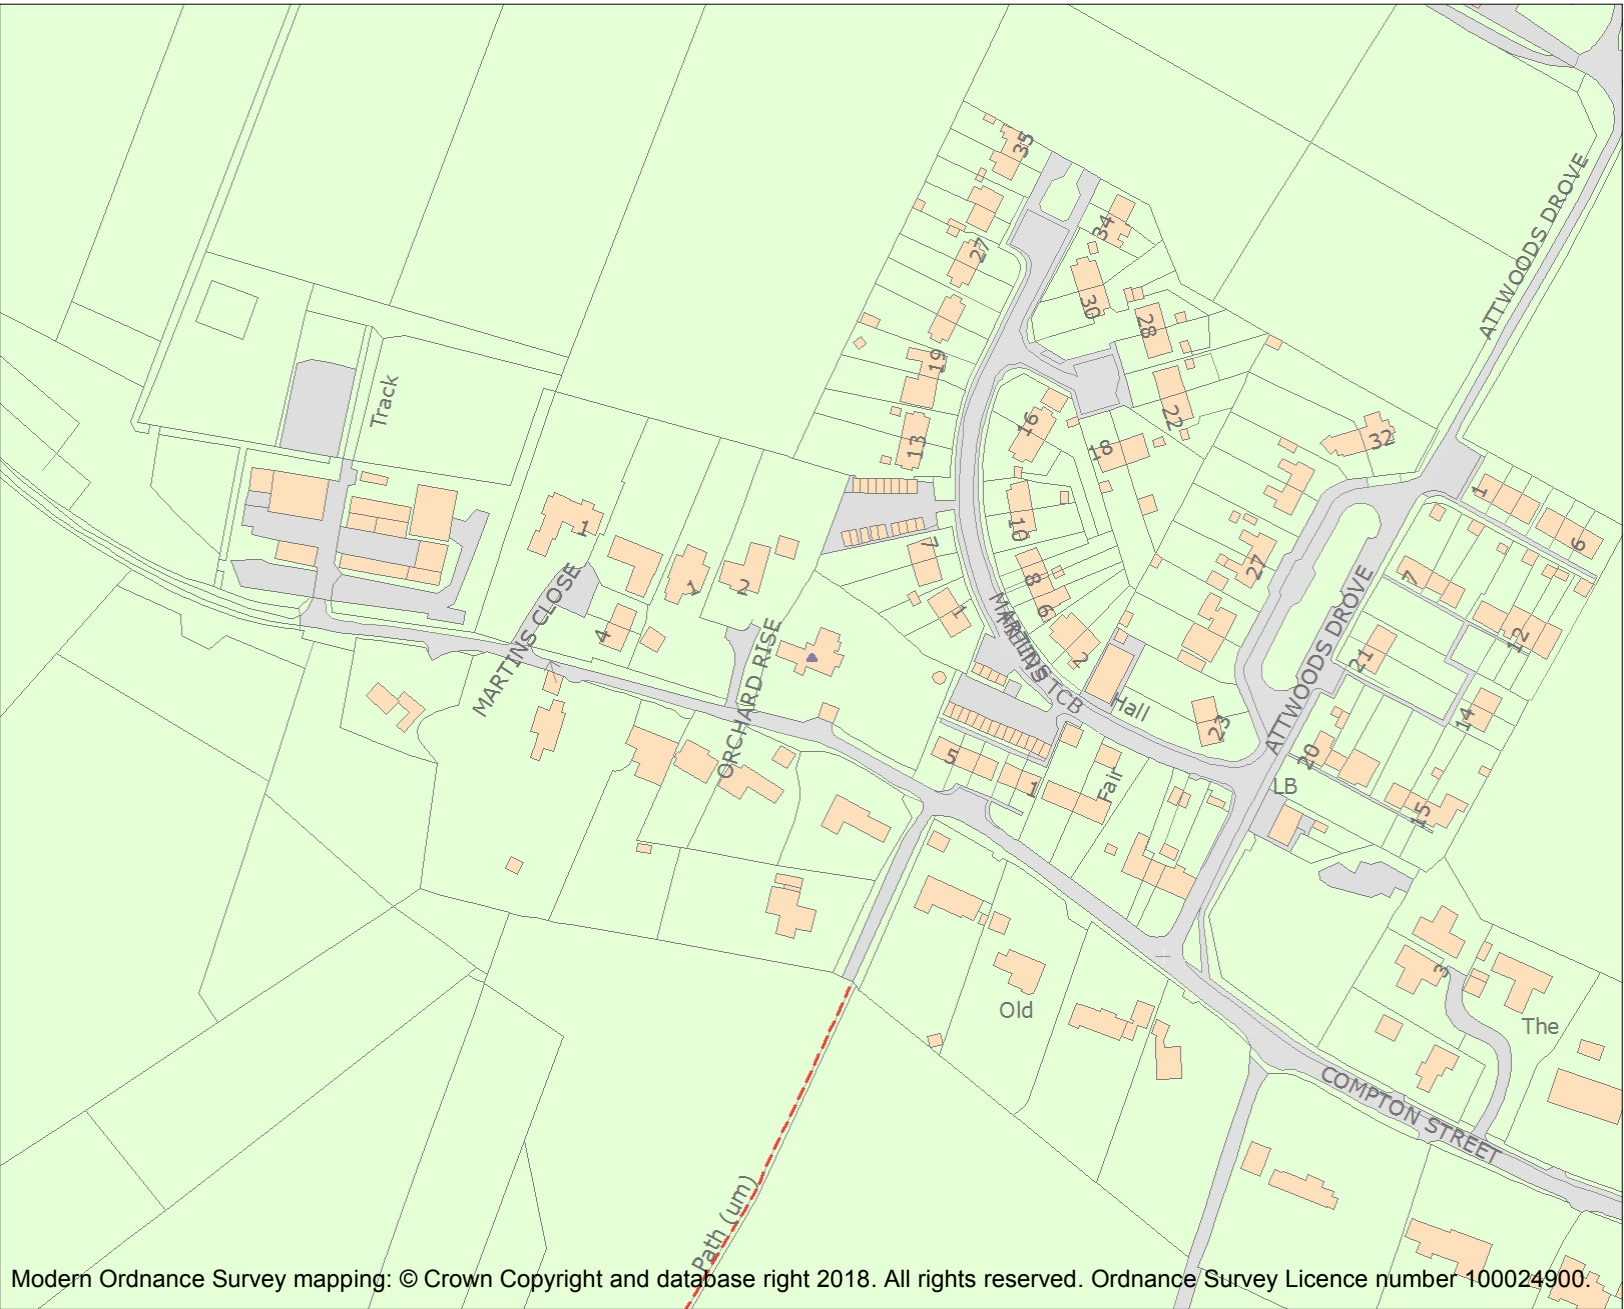 35
34
27
ATTWOODS DROVE
30
28
19
Track
22
16
13
18
32
1
10
1
6
7
27
8
7
MARTINS CLOSE
1
2
6
1
4
MARTINS
2
12
21
ATTWOODS DROVE
ORCHARD RISE
TCB
Hall
23
14
5
1
Fair
20
LB
15
3
Old
The
COMPTON STREET
Path (um)
Modern Ordnance Survey mapping: © Crown Copyright and database right 2018. All rights reserved. Ordnance Survey Licence number 100024900.